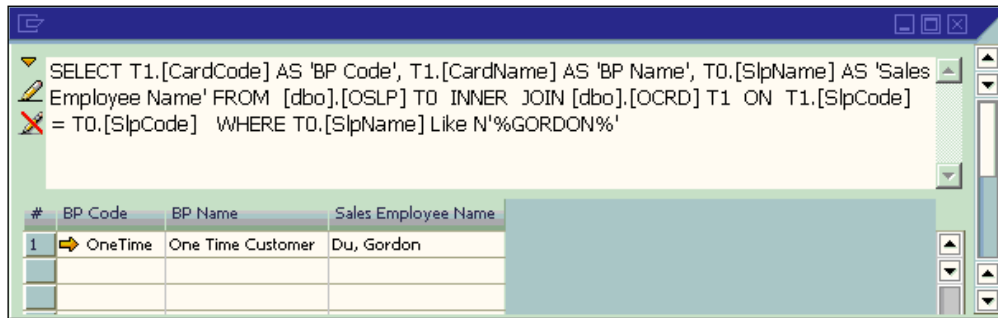 SELECT T1.[CardCode] AS 'BP Code', T1.[CardName] AS 'BP Name', T0.[SlpName] AS 'Sales
Employee Name' FROM [dbo].[OSLP] T0 INNER JOIN [dbo].[OCRD] T1 ON T1.[SlpCode]
= T0.[SlpCode] WHERE T0.[SlpName] Like N'%GORDON%'
# BP Code BP Name Sales Employee Name
1 OneTime One Time Customer Du, Gordon